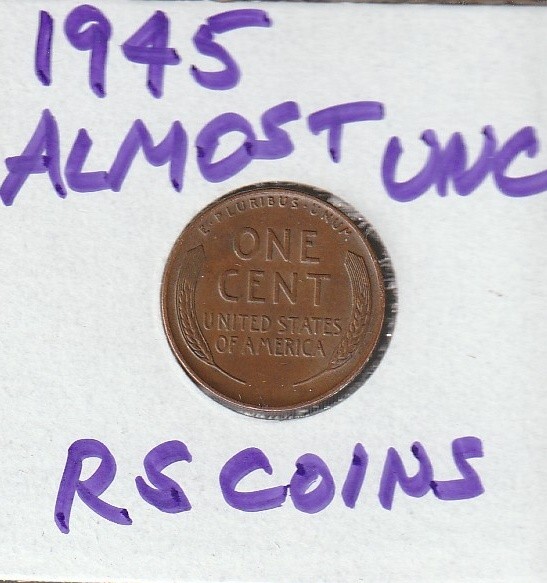 1945
ALMOST UNC
E·PLURIBUS·UNUM
ONE
CENT
UNITED STATES
OF AMERICA
RS COINS